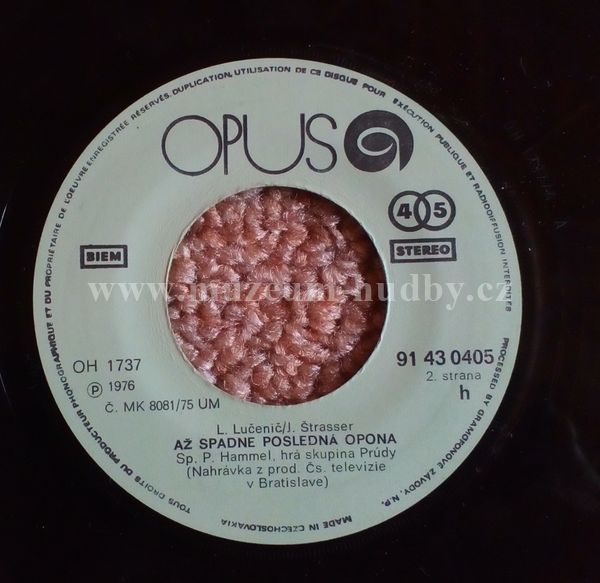 TOUS DROITS DU PRODUCTEUR PHONOGRAPHIQUE ET DU PROPRIÉTAIRE DE L'OEUVRE ENREGISTRÉE RÉSERVÉS. DUPLICATION, UTILISATION DE CE DISQUE POUR EXÉCUTION PUBLIQUE ET RADIODIFFUSION INTERDITES
OPUS
45
BIEM
STEREO
www.muzeum-hudby.cz
OH 1737
91 43 0405
℗ 1976
2. strana
Č. MK 8081/75 UM
h
L. Lučenič/J. Štrasser
AŽ SPADNE POSLEDNÁ OPONA
Sp. P. Hammel, hrá skupina Prúdy
(Nahrávka z prod. Čs. televízie
v Bratislave)
MADE IN CZECHOSLOVAKIA
PROCESSED BY GRAMOFONOVÉ ZÁVODY, N.P.